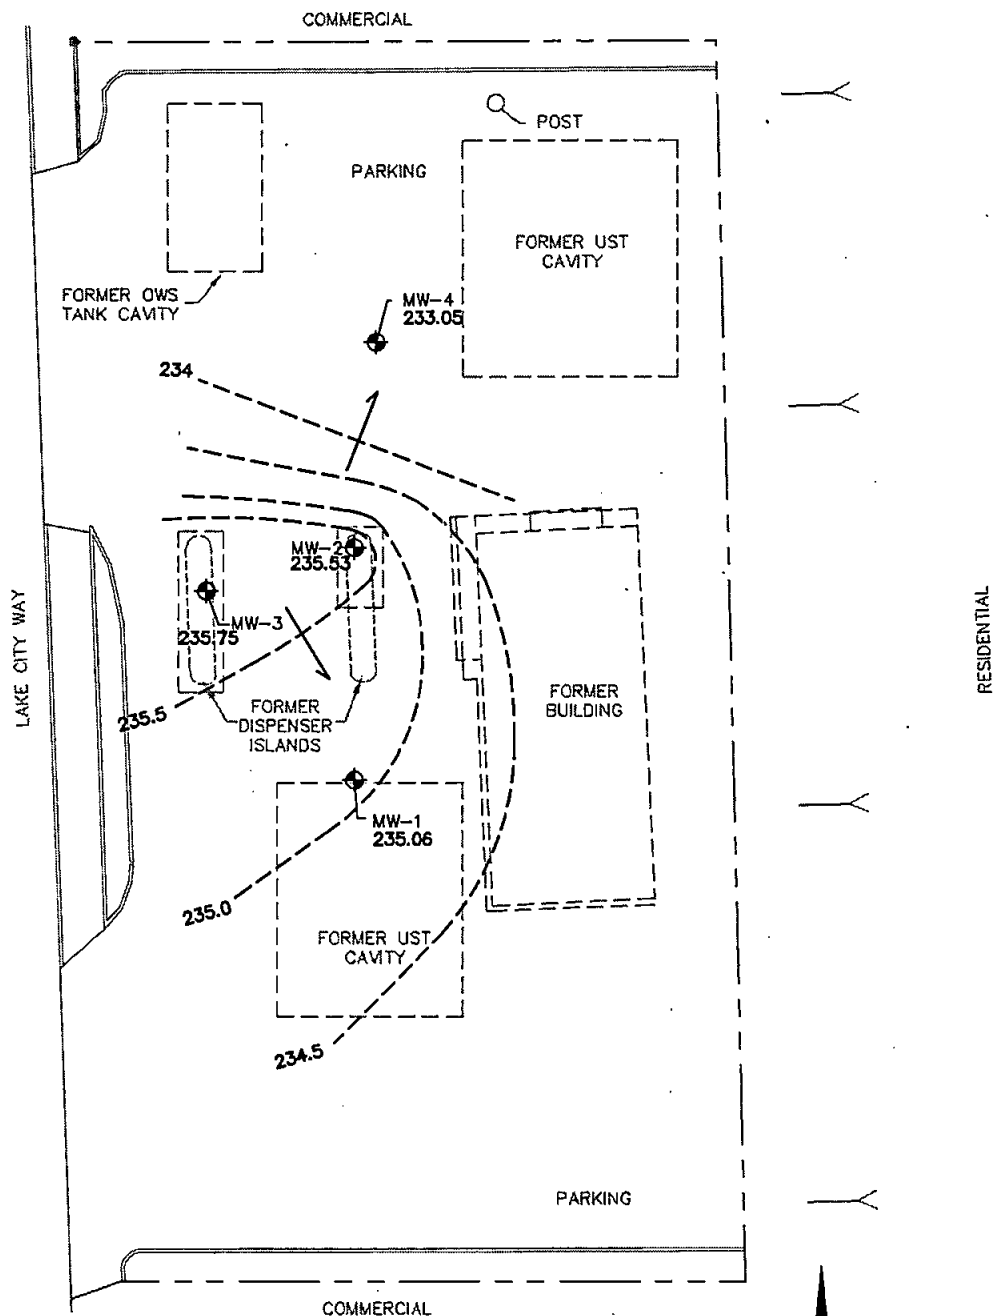 COMMERCIAL
POST
PARKING
FORMER UST
CAVITY
FORMER OWS
TANK CAVITY
MW-4
233.05
234
MW-2
235.53
MW-3
235.75
LAKE CITY WAY
RESIDENTIAL
235.5
FORMER
DISPENSER
ISLANDS
FORMER
BUILDING
MW-1
235.06
235.0
FORMER UST
CAVITY
234.5
PARKING
COMMERCIAL